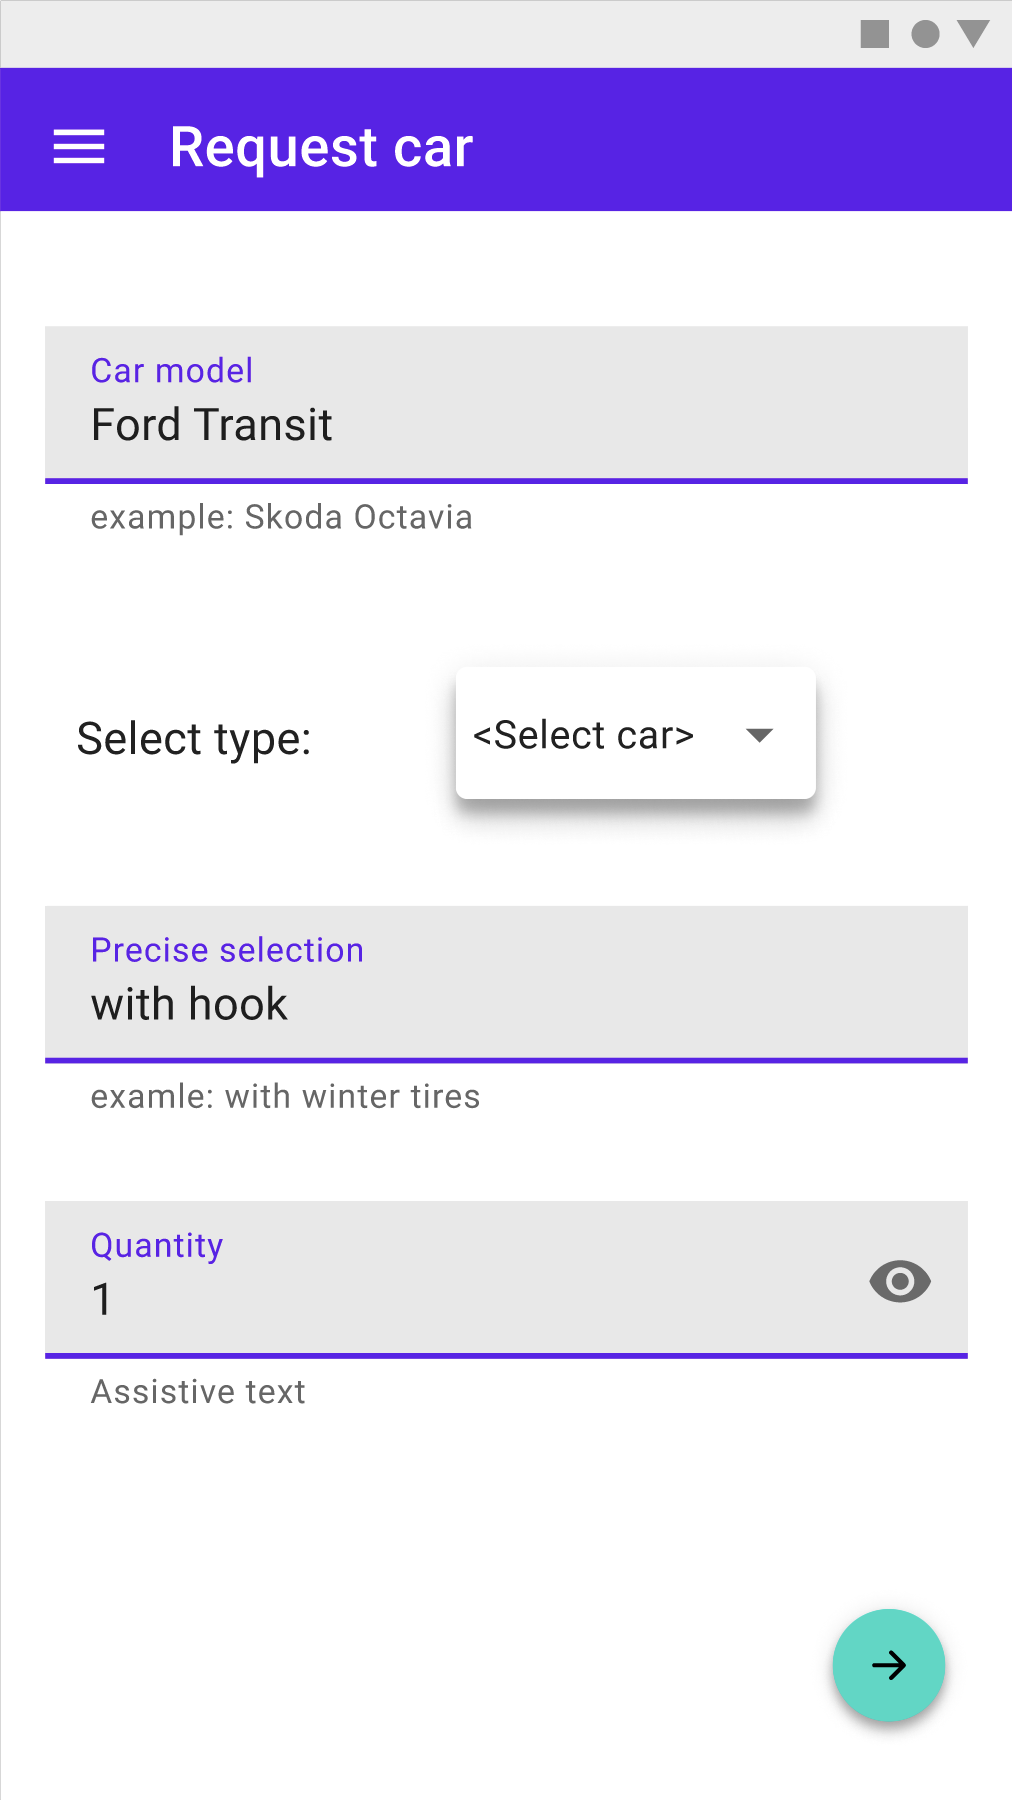 Request car
Car model
Ford Transit
example: Skoda Octavia
Select type:
<Select car>
Precise selection
with hook
examle: with winter tires
Quantity
1
Assistive text